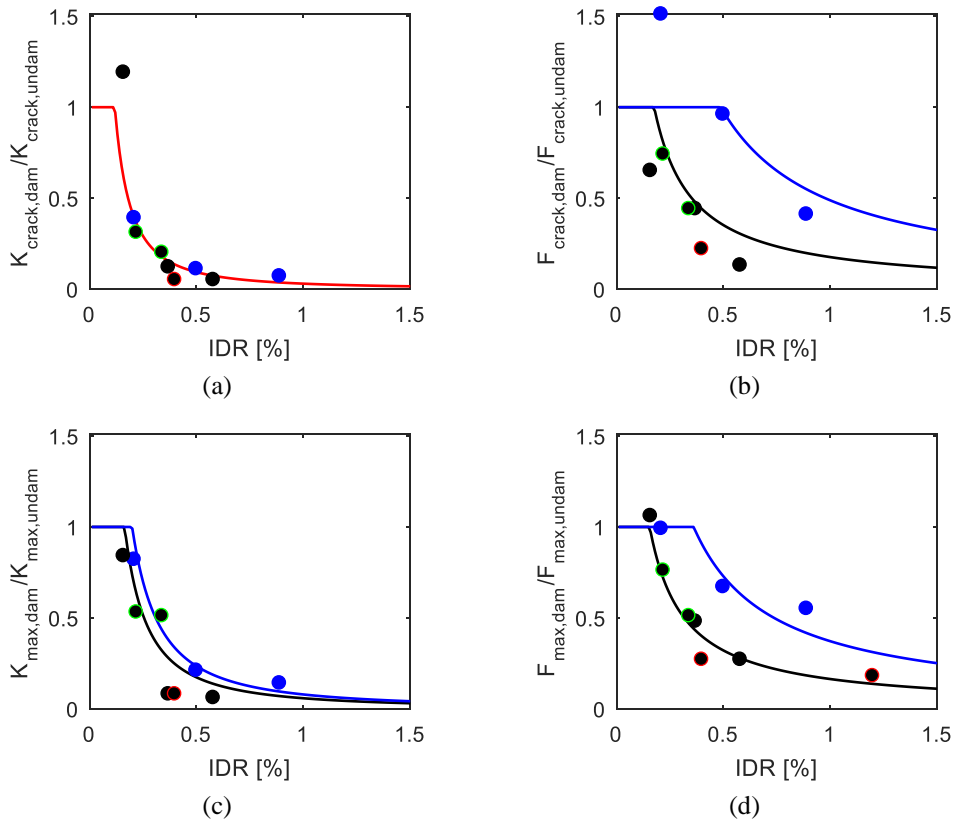 1.5
1
0.5
0
K_crack,dam/K_crack,undam
0 0.5 1 1.5
IDR [%]
(a)
1.5
1
0.5
0
F_crack,dam/F_crack,undam
0 0.5 1 1.5
IDR [%]
(b)
1.5
1
0.5
0
K_max,dam/K_max,undam
0 0.5 1 1.5
IDR [%]
(c)
1.5
1
0.5
0
F_max,dam/F_max,undam
0 0.5 1 1.5
IDR [%]
(d)